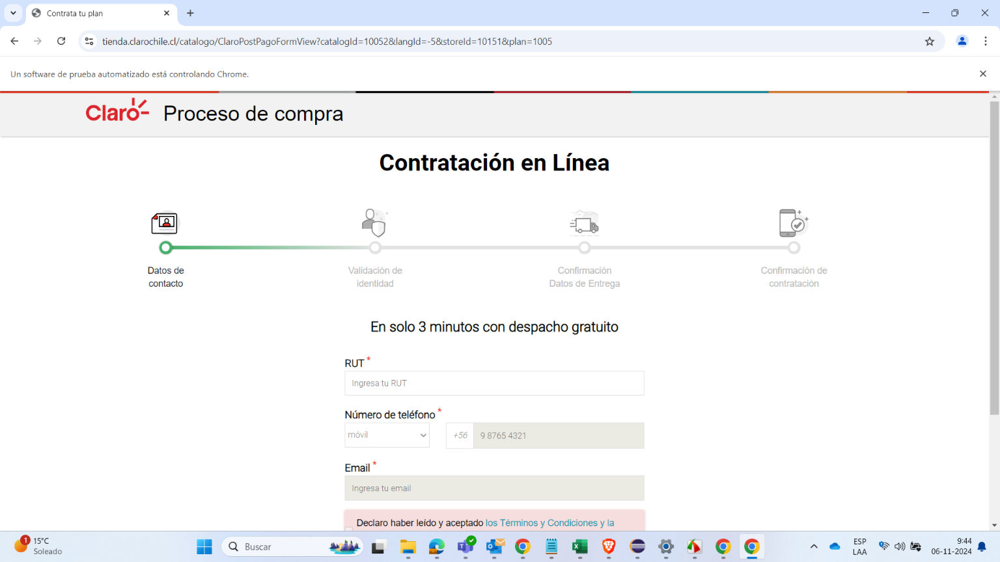 Contrata tu plan
tienda.clarochile.cl/catalogo/ClaroPostPagoFormView?catalogId=10052&langId=-5&storeId=10151&plan=1005
Un software de prueba automatizado está controlando Chrome.
Claro
Proceso de compra
Contratación en Línea
Datos de
contacto
Validación de
identidad
Confirmación
Datos de Entrega
Confirmación de
contratación
En solo 3 minutos con despacho gratuito
RUT *
Ingresa tu RUT
Número de teléfono *
móvil
+56
9 8765 4321
Email *
Ingresa tu email
Declaro haber leído y aceptado los Términos y Condiciones y la
1
15°C
Soleado
Buscar
ESP
LAA
9:44
06-11-2024